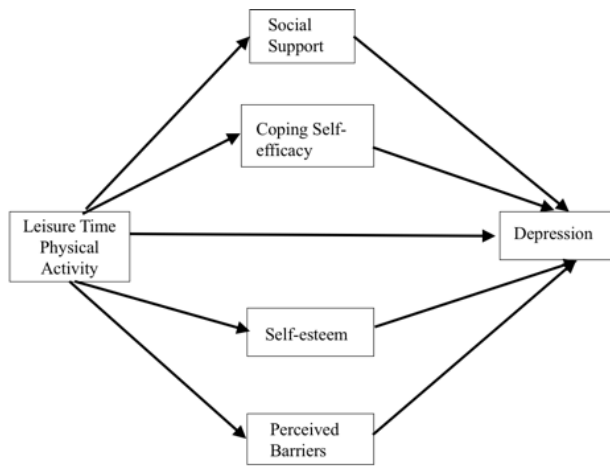 Social
Support
Coping Self-
efficacy
Leisure Time
Physical
Activity
Depression
Self-esteem
Perceived
Barriers